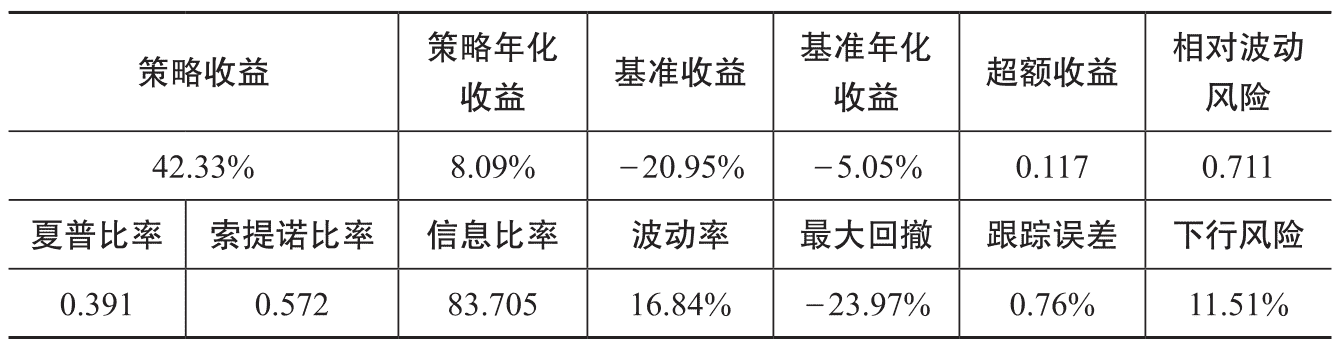 策略收益 策略年化收益 基准收益 基准年化收益 超额收益 相对波动风险
42.33% 8.09% −20.95% −5.05% 0.117 0.711
夏普比率 索提诺比率 信息比率 波动率 最大回撤 跟踪误差 下行风险
0.391 0.572 83.705 16.84% −23.97% 0.76% 11.51%